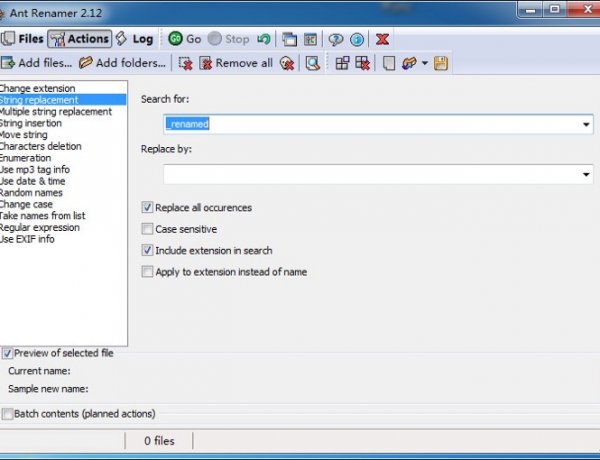 Ant Renamer 2.12
Files Actions Log Go Stop
Add files... Add folders... Remove all
Change extension
String replacement
Multiple string replacement
String insertion
Move string
Characters deletion
Enumeration
Use mp3 tag info
Use date & time
Random names
Change case
Take names from list
Regular expression
Use EXIF info
Search for:
_renamed
Replace by:
Replace all occurences
Case sensitive
Include extension in search
Apply to extension instead of name
Preview of selected file
Current name:
Sample new name:
Batch contents (planned actions)
0 files